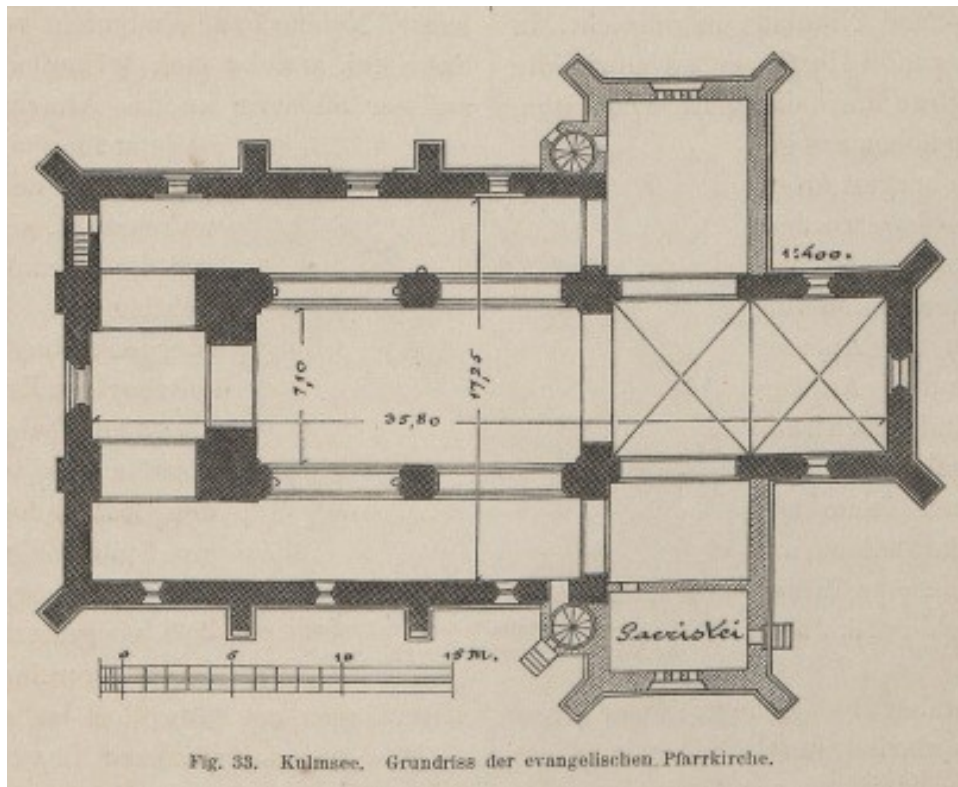 1:400.
7,10
17,25
35,80
Sacristei
0 5 10 15 M.
Fig. 33. Kulmsee. Grundriss der evangelischen Pfarrkirche.